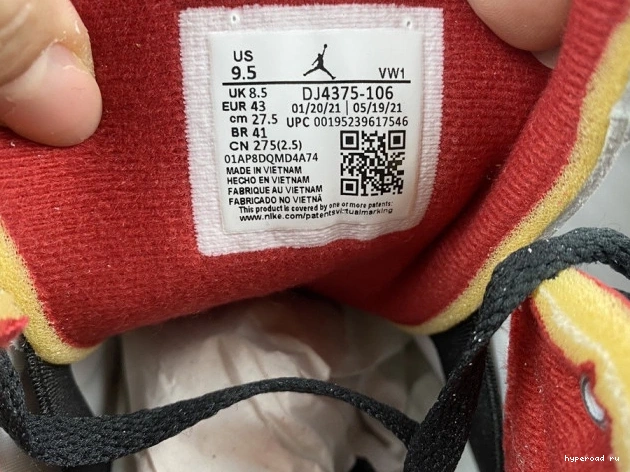 US
9.5
VW1
UK 8.5
DJ4375-106
EUR 43
01/20/21 | 05/19/21
cm 27.5
UPC 00195239617546
BR 41
CN 275(2.5)
01AP8DQMD4A74
MADE IN VIETNAM
HECHO EN VIETNAM
FABRIQUE AU VIETNAM
FABRICADO NO VIETNÃ
This product is covered by one or more patents:
www.nike.com/patentsvirtualmarking
hyperoad ru